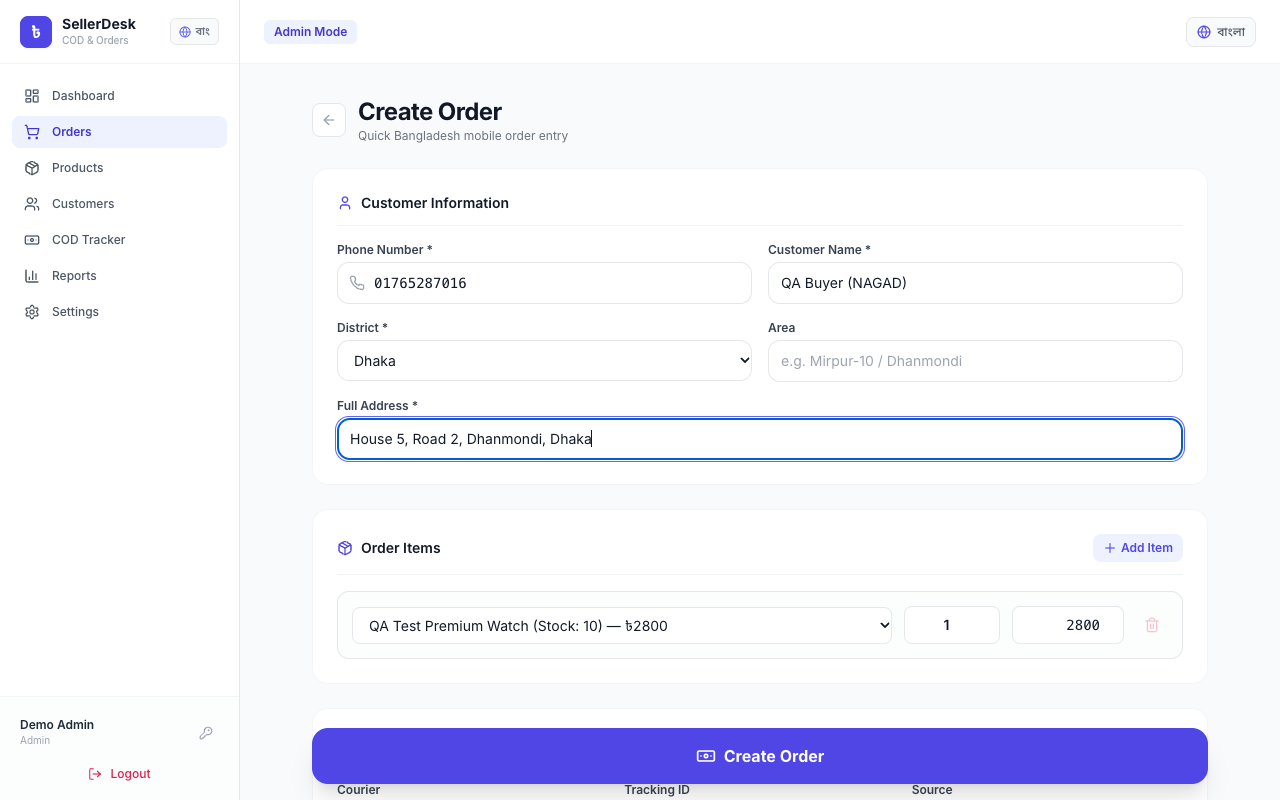 ৳
SellerDesk
COD & Orders
বাং
Admin Mode
বাংলা
Dashboard
Orders
Products
Customers
COD Tracker
Reports
Settings
Demo Admin
Admin
Logout
Create Order
Quick Bangladesh mobile order entry
Customer Information
Phone Number *
Customer Name *
01765287016
QA Buyer (NAGAD)
District *
Area
Dhaka
e.g. Mirpur-10 / Dhanmondi
Full Address *
House 5, Road 2, Dhanmondi, Dhaka
Order Items
Add Item
QA Test Premium Watch (Stock: 10) — ৳2800
1
2800
Create Order
Courier
Tracking ID
Source